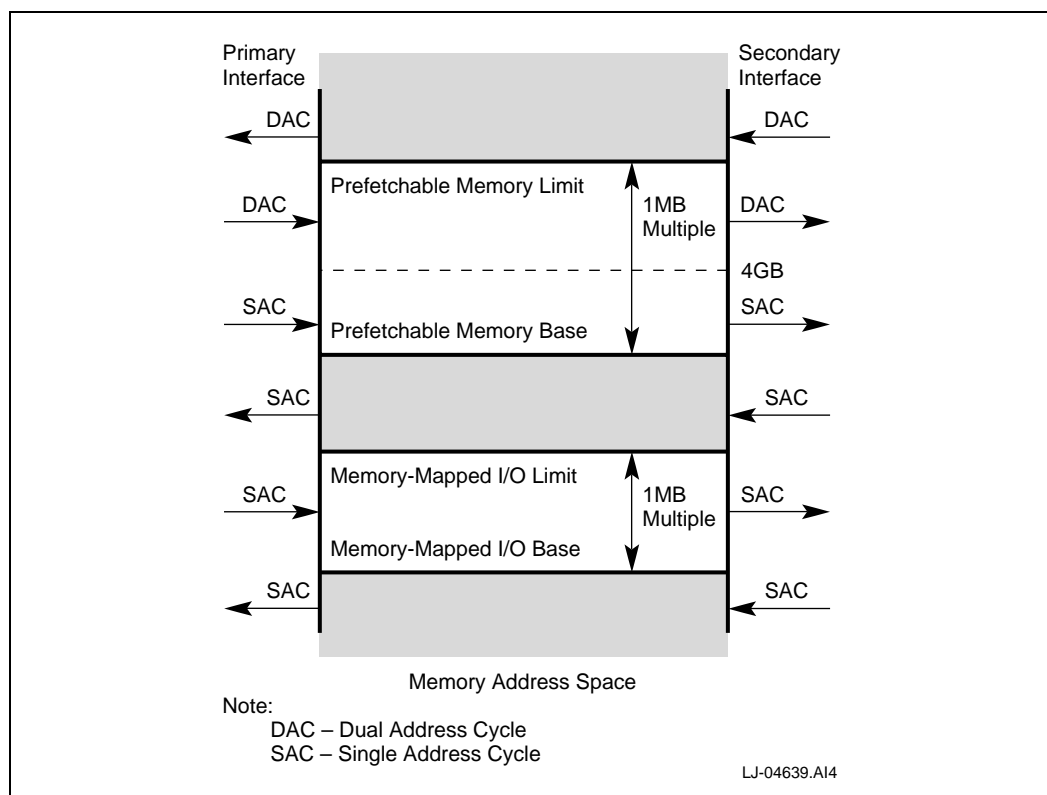 Primary
Interface
Secondary
Interface
DAC
DAC
Prefetchable Memory Limit
1MB
Multiple
DAC
DAC
4GB
SAC
SAC
Prefetchable Memory Base
SAC
SAC
Memory-Mapped I/O Limit
1MB
Multiple
SAC
SAC
Memory-Mapped I/O Base
SAC
SAC
Memory Address Space
Note:
DAC – Dual Address Cycle
SAC – Single Address Cycle
LJ-04639.AI4